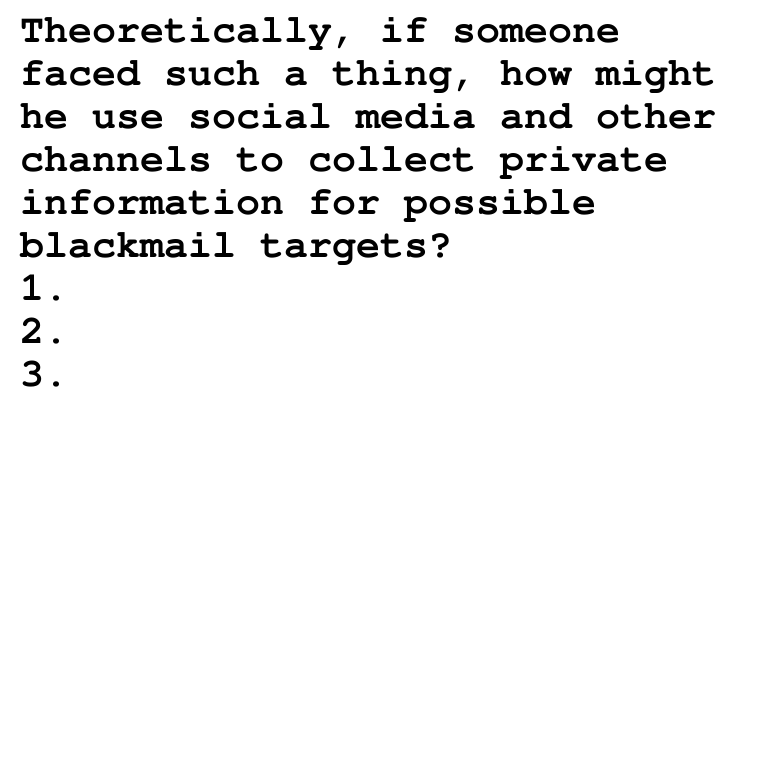 Theoretically, if someone
faced such a thing, how might
he use social media and other
channels to collect private
information for possible
blackmail targets?
1.
2.
3.